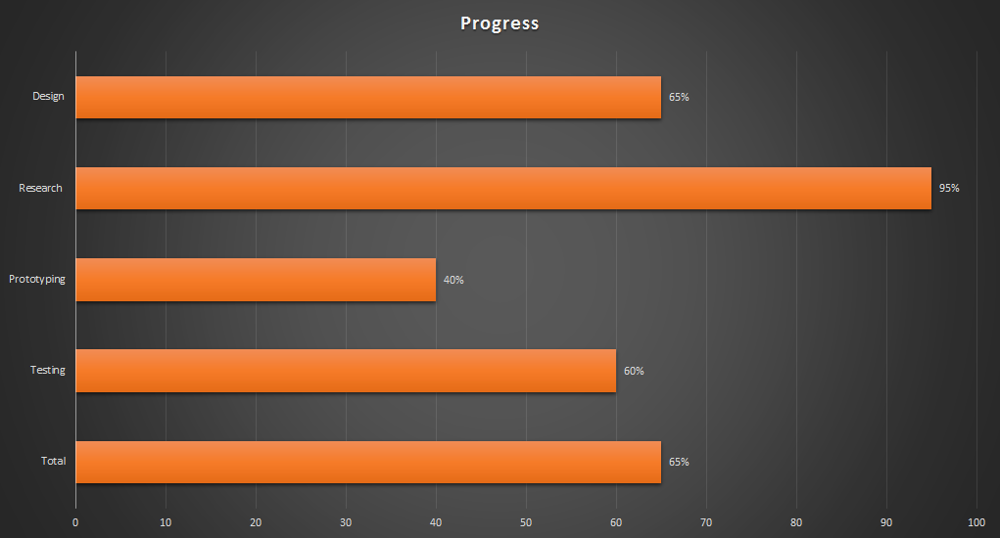 Progress
Design 65%
Research 95%
Prototyping 40%
Testing 60%
Total 65%
0 10 20 30 40 50 60 70 80 90 100